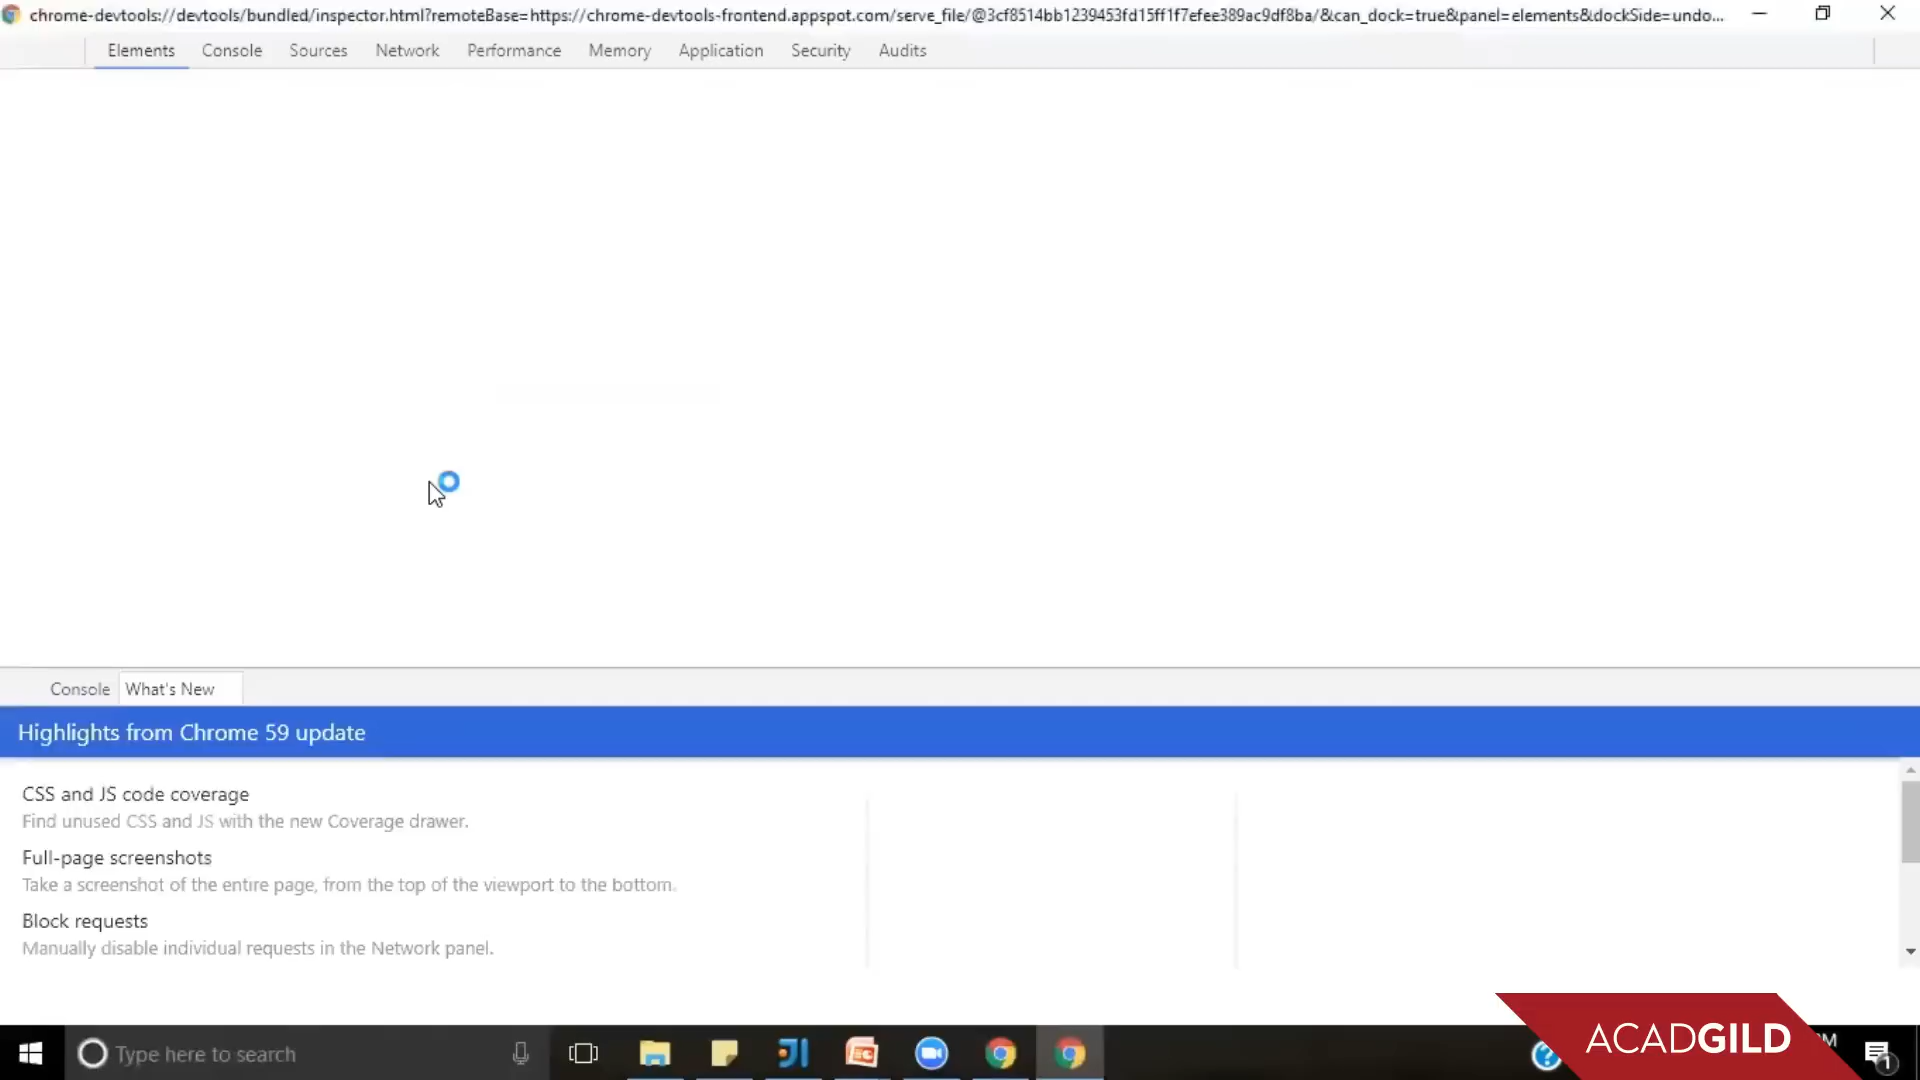 chrome-devtools://devtools/bundled/inspector.html?remoteBase=https://chrome-devtools-frontend.appspot.com/serve_file/@3cf8514bb1239453fd15ff1f7efee389ac9df8ba/&can_dock=true&panel=elements&dockSide=undo...
Elements Console Sources Network Performance Memory Application Security Audits
Console What's New
Highlights from Chrome 59 update
CSS and JS code coverage
Find unused CSS and JS with the new Coverage drawer.
Full-page screenshots
Take a screenshot of the entire page, from the top of the viewport to the bottom.
Block requests
Manually disable individual requests in the Network panel.
Type here to search
ACADGILD
1